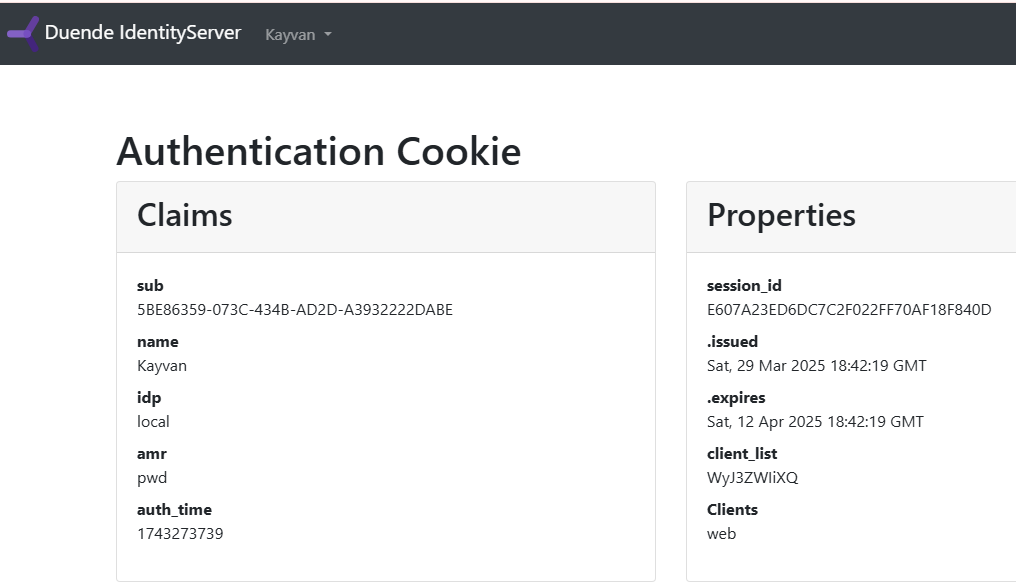 Duende IdentityServer Kayvan
Authentication Cookie
Claims
sub
5BE86359-073C-434B-AD2D-A3932222DABE
name
Kayvan
idp
local
amr
pwd
auth_time
1743273739
Properties
session_id
E607A23ED6DC7C2F022FF70AF18F840D
.issued
Sat, 29 Mar 2025 18:42:19 GMT
.expires
Sat, 12 Apr 2025 18:42:19 GMT
client_list
WyJ3ZWIiXQ
Clients
web